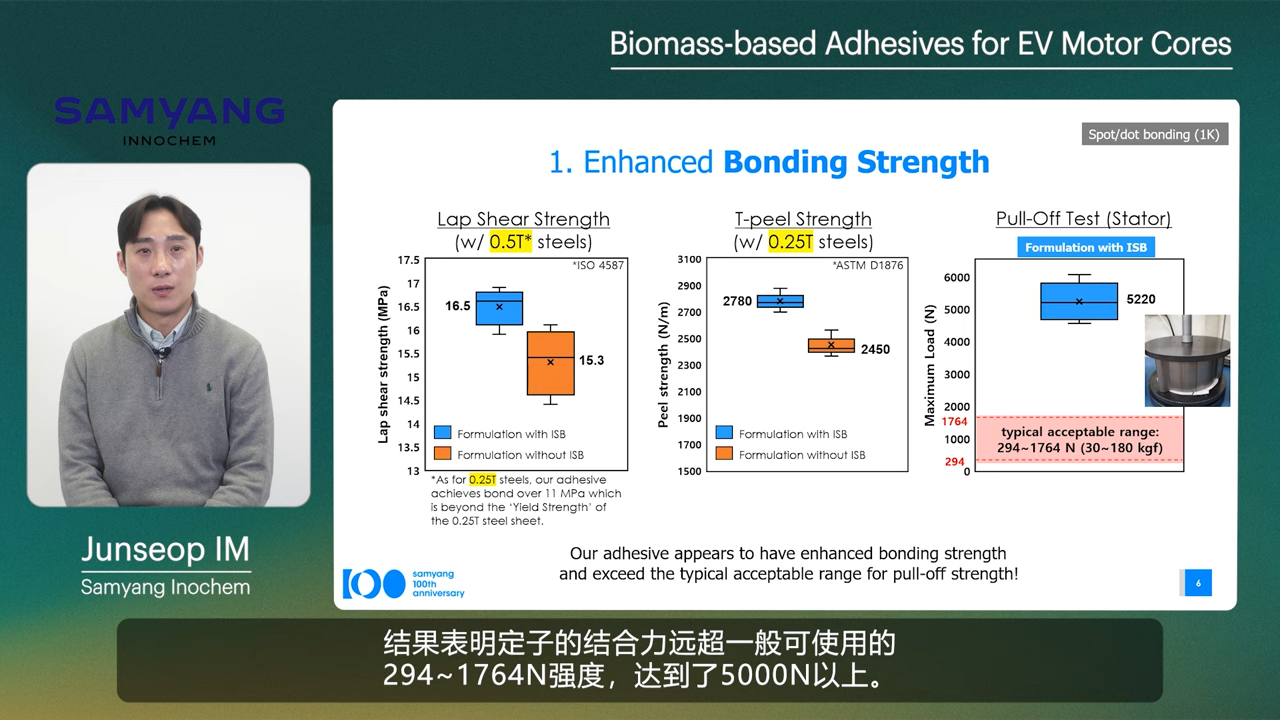 Biomass-based Adhesives for EV Motor Cores
SAMYANG
INNOCHEM
Spot/dot bonding (1K)
1. Enhanced Bonding Strength
Lap Shear Strength
(w/ 0.5T* steels)
*ISO 4587
Lap shear strength (MPa)
17.5
17
16.5
16
15.5
15
14.5
14
13.5
13
16.5
15.3
Formulation with ISB
Formulation without ISB
*As for 0.25T steels, our adhesive
achieves bond over 11 MPa which
is beyond the ‘Yield Strength’ of
the 0.25T steel sheet.
T-peel Strength
(w/ 0.25T steels)
*ASTM D1876
Peel strength (N/m)
3100
2900
2700
2500
2300
2100
1900
1700
1500
2780
2450
Formulation with ISB
Formulation without ISB
Pull-Off Test (Stator)
Formulation with ISB
Maximum Load (N)
6000
5000
4000
3000
2000
1764
1000
294
0
5220
typical acceptable range:
294~1764 N (30~180 kgf)
Our adhesive appears to have enhanced bonding strength
and exceed the typical acceptable range for pull-off strength!
100
samyang
100th
anniversary
6
Junseop IM
Samyang Inochem
结果表明定子的结合力远超一般可使用的
294~1764N强度，达到了5000N以上。